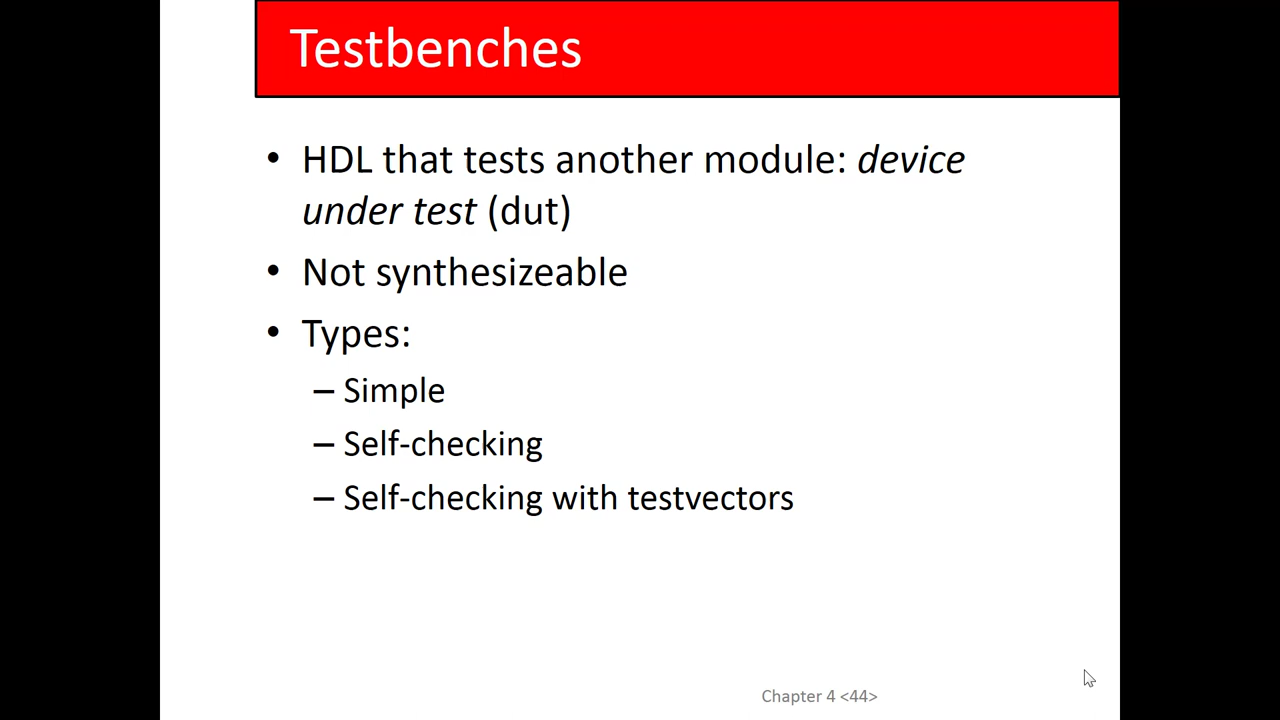 Testbenches
• HDL that tests another module: device
under test (dut)
• Not synthesizeable
• Types:
– Simple
– Self-checking
– Self-checking with testvectors
Chapter 4 <44>